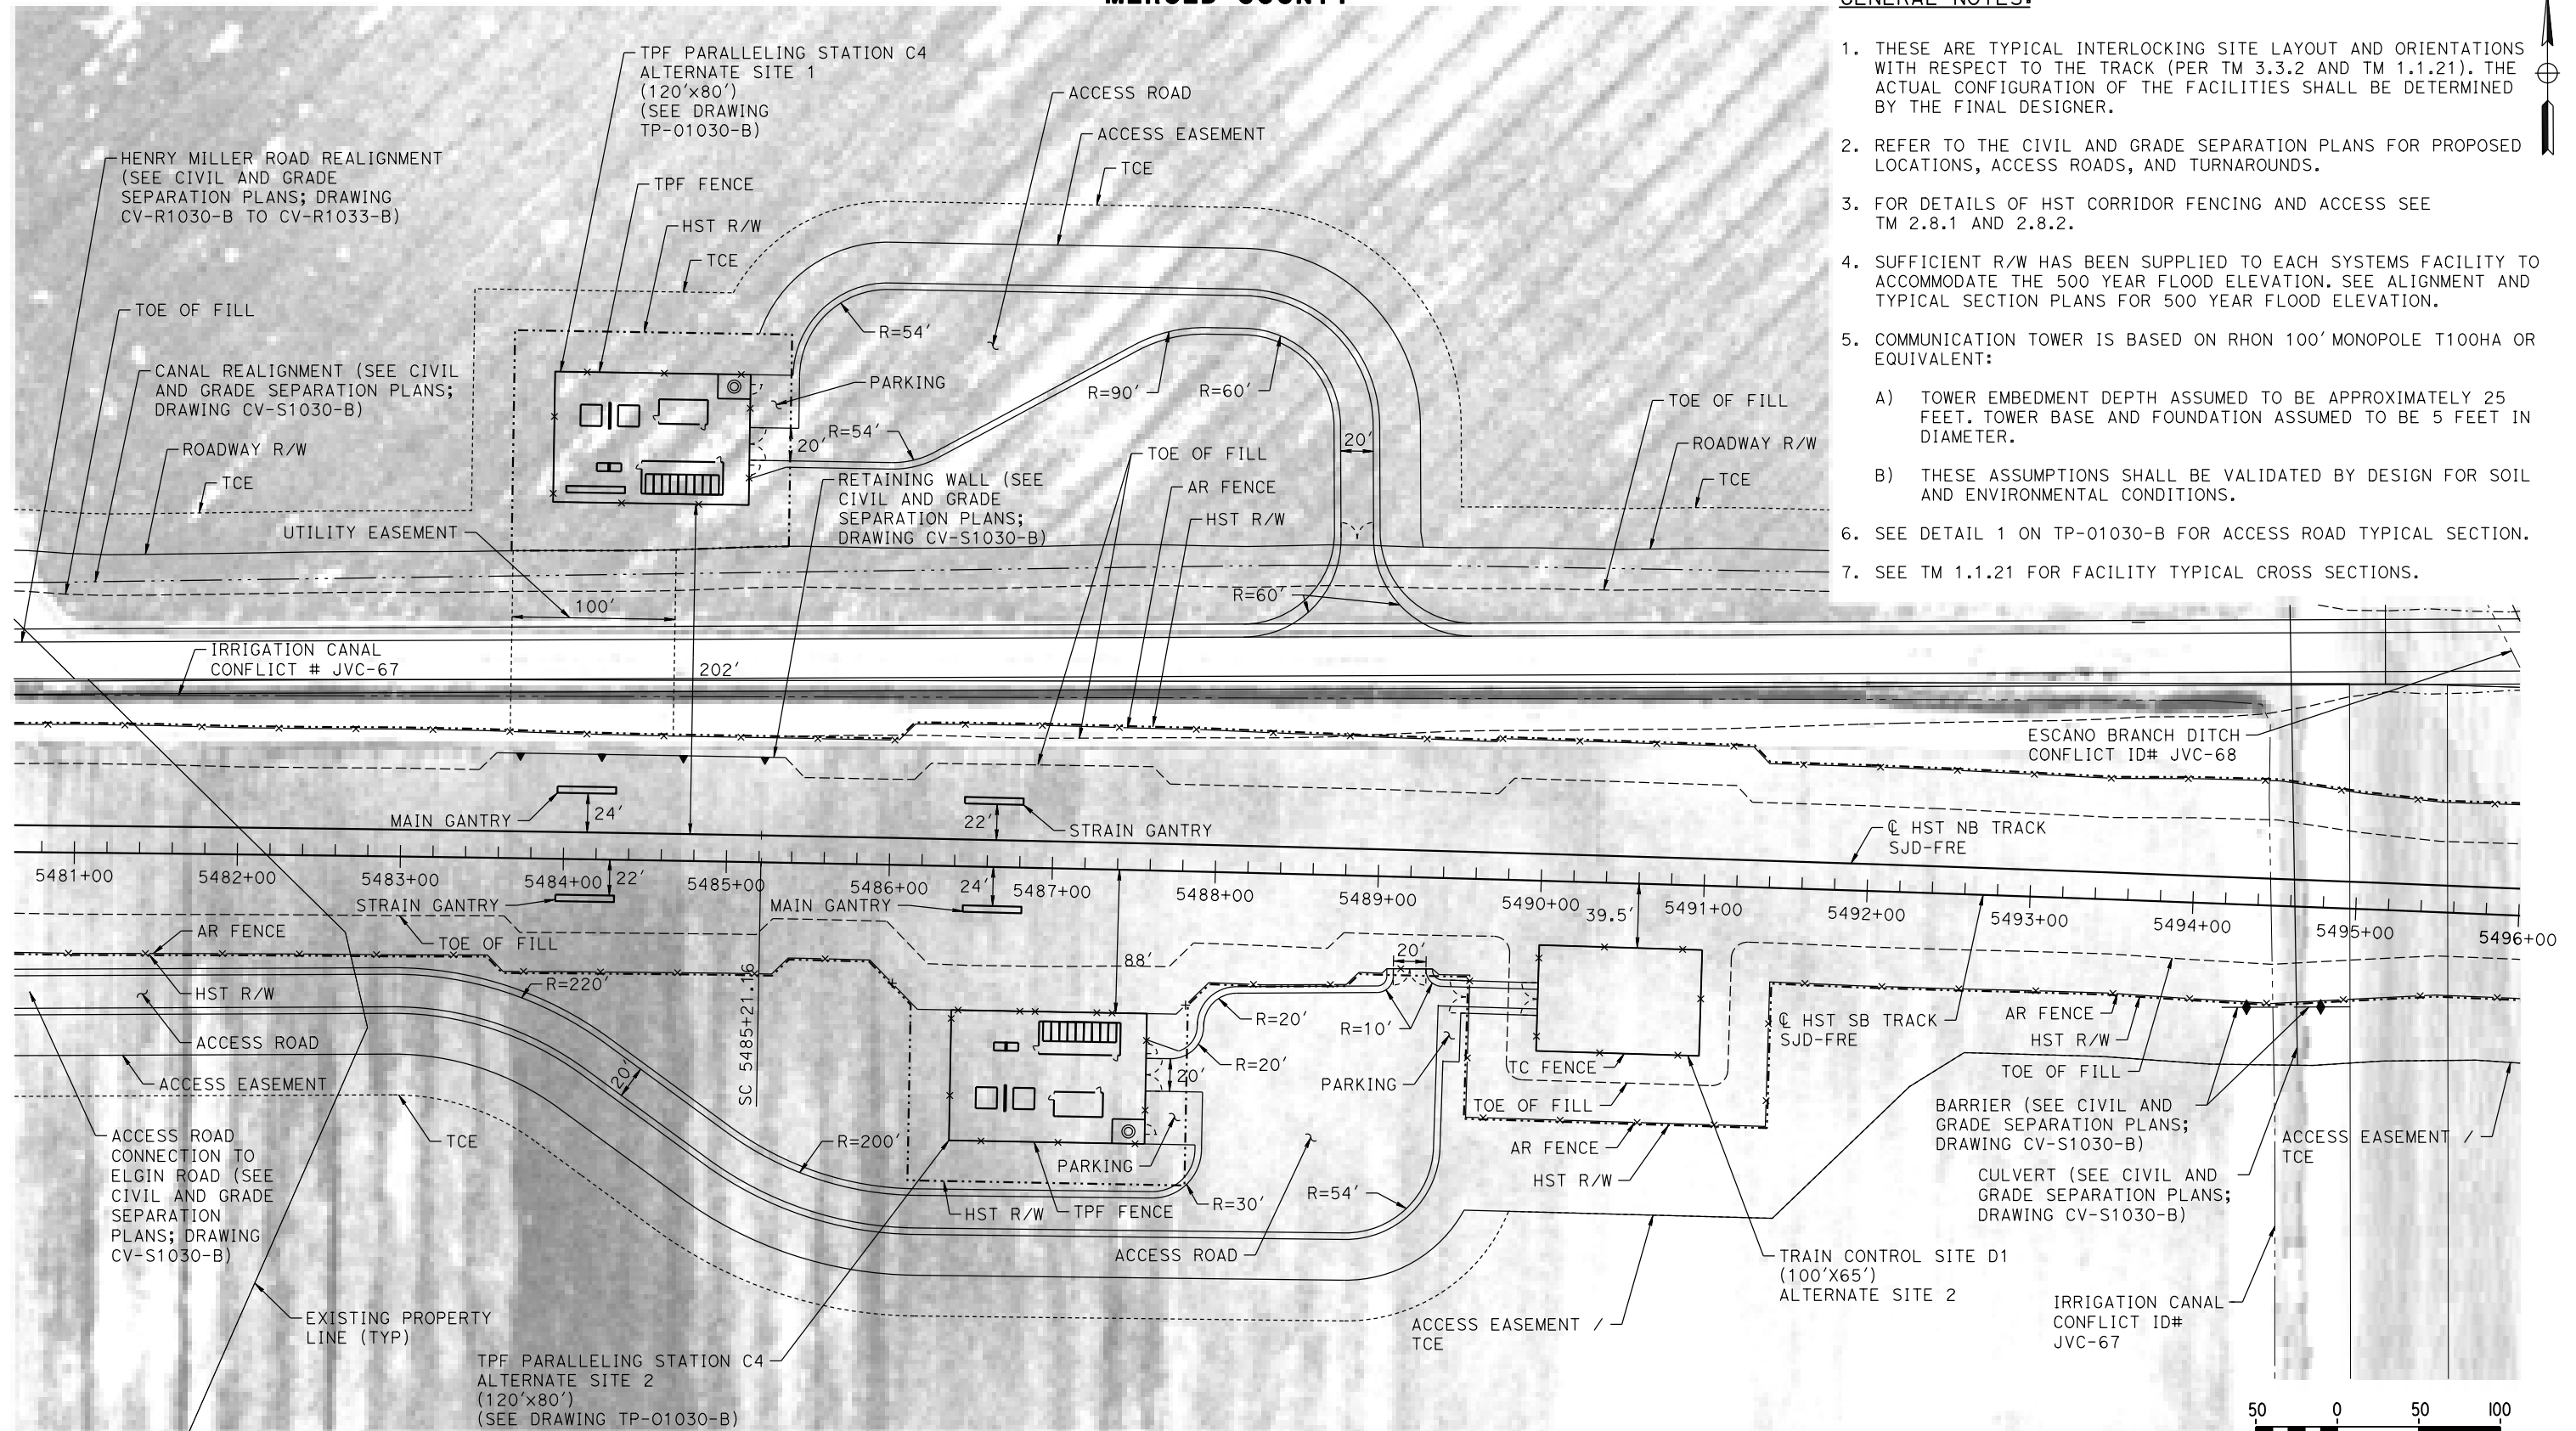 MERCED COUNTY
GENERAL NOTES:
1. THESE ARE TYPICAL INTERLOCKING SITE LAYOUT AND ORIENTATIONS
WITH RESPECT TO THE TRACK (PER TM 3.3.2 AND TM 1.1.21). THE
ACTUAL CONFIGURATION OF THE FACILITIES SHALL BE DETERMINED
BY THE FINAL DESIGNER.
2. REFER TO THE CIVIL AND GRADE SEPARATION PLANS FOR PROPOSED
LOCATIONS, ACCESS ROADS, AND TURNAROUNDS.
3. FOR DETAILS OF HST CORRIDOR FENCING AND ACCESS SEE
TM 2.8.1 AND 2.8.2.
4. SUFFICIENT R/W HAS BEEN SUPPLIED TO EACH SYSTEMS FACILITY TO
ACCOMMODATE THE 500 YEAR FLOOD ELEVATION. SEE ALIGNMENT AND
TYPICAL SECTION PLANS FOR 500 YEAR FLOOD ELEVATION.
5. COMMUNICATION TOWER IS BASED ON RHON 100' MONOPOLE T100HA OR
EQUIVALENT:
A) TOWER EMBEDMENT DEPTH ASSUMED TO BE APPROXIMATELY 25
FEET. TOWER BASE AND FOUNDATION ASSUMED TO BE 5 FEET IN
DIAMETER.
B) THESE ASSUMPTIONS SHALL BE VALIDATED BY DESIGN FOR SOIL
AND ENVIRONMENTAL CONDITIONS.
6. SEE DETAIL 1 ON TP-01030-B FOR ACCESS ROAD TYPICAL SECTION.
7. SEE TM 1.1.21 FOR FACILITY TYPICAL CROSS SECTIONS.
TPF PARALLELING STATION C4
ALTERNATE SITE 1
(120'x80')
(SEE DRAWING
TP-01030-B)
ACCESS ROAD
ACCESS EASEMENT
TCE
HENRY MILLER ROAD REALIGNMENT
(SEE CIVIL AND GRADE
SEPARATION PLANS; DRAWING
CV-R1030-B TO CV-R1033-B)
TPF FENCE
HST R/W
TCE
TOE OF FILL
R=54'
CANAL REALIGNMENT (SEE CIVIL
AND GRADE SEPARATION PLANS;
DRAWING CV-S1030-B)
PARKING
R=90'
R=60'
TOE OF FILL
ROADWAY R/W
R=54'
20'
20'
ROADWAY R/W
TOE OF FILL
TCE
RETAINING WALL (SEE
CIVIL AND GRADE
SEPARATION PLANS;
DRAWING CV-S1030-B)
AR FENCE
TCE
HST R/W
UTILITY EASEMENT
100'
R=60'
IRRIGATION CANAL
CONFLICT # JVC-67
202'
ESCANO BRANCH DITCH
CONFLICT ID# JVC-68
MAIN GANTRY
24'
22'
STRAIN GANTRY
℄ HST NB TRACK
SJD-FRE
5481+00
5482+00
5483+00
5484+00
22'
5485+00
5486+00
24'
5487+00
5488+00
5489+00
5490+00
39.5'
5491+00
5492+00
5493+00
5494+00
5495+00
5496+00
STRAIN GANTRY
MAIN GANTRY
AR FENCE
TOE OF FILL
88'
20'
HST R/W
R=220'
SC 5485+21.16
R=20'
R=10'
℄ HST SB TRACK
SJD-FRE
AR FENCE
HST R/W
ACCESS ROAD
R=20'
TC FENCE
TOE OF FILL
20'
20'
PARKING
ACCESS EASEMENT
TOE OF FILL
BARRIER (SEE CIVIL AND
GRADE SEPARATION PLANS;
DRAWING CV-S1030-B)
ACCESS EASEMENT /
TCE
ACCESS ROAD
CONNECTION TO
ELGIN ROAD (SEE
CIVIL AND GRADE
SEPARATION
PLANS; DRAWING
CV-S1030-B)
TCE
R=200'
PARKING
AR FENCE
HST R/W
CULVERT (SEE CIVIL AND
GRADE SEPARATION PLANS;
DRAWING CV-S1030-B)
HST R/W
TPF FENCE
R=30'
R=54'
ACCESS ROAD
TRAIN CONTROL SITE D1
(100'X65')
ALTERNATE SITE 2
EXISTING PROPERTY
LINE (TYP)
ACCESS EASEMENT /
TCE
IRRIGATION CANAL
CONFLICT ID#
JVC-67
TPF PARALLELING STATION C4
ALTERNATE SITE 2
(120'x80')
(SEE DRAWING TP-01030-B)
50 0 50 100